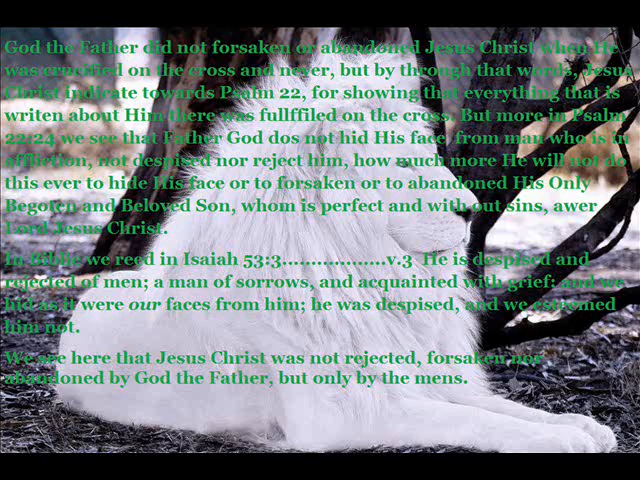 God the Father did not forsaken or abandoned Jesus Christ when He
was crucified on the cross and never, but by through that words, Jesus
Christ indicate towards Psalm 22, for showing that everything that is
writen about Him there was fullffiled on the cross. But more in Psalm
22:24 we see that Father God dos not hid His face, from man who is in
affliction, not despised nor reject him, how much more He will not do
this ever to hide His face or to forsaken or to abandoned His Only
Begoten and Beloved Son, whom is perfect and with out sins, awer
Lord Jesus Christ.
In Bible we reed in Isaiah 53:3..................v.3 He is despised and
rejected of men; a man of sorrows, and acquainted with grief: and we
hid as it were our faces from him; he was despised, and we esteemed
him not.
We see here that Jesus Christ was not rejected, forsaken nor
abandoned by God the Father, but only by the mens.